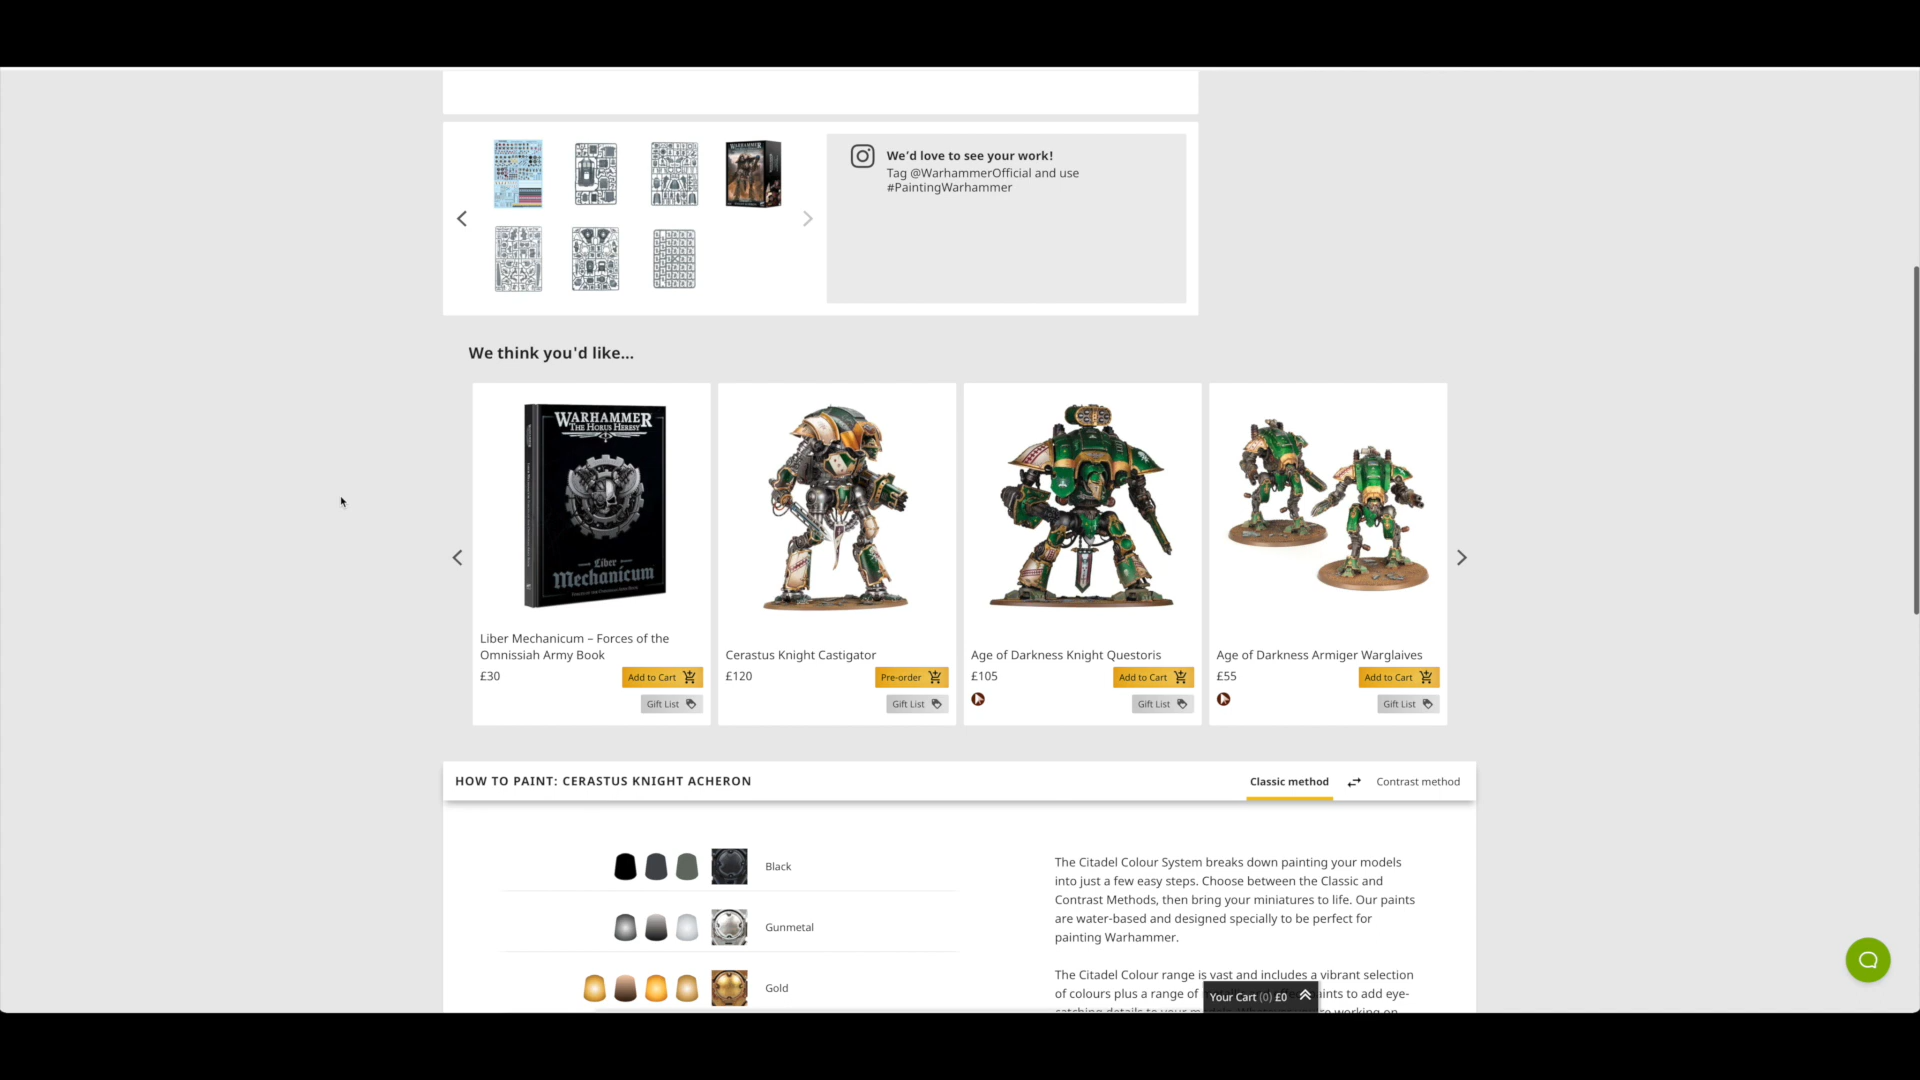 We'd love to see your work!
Tag @WarhammerOfficial and use
#PaintingWarhammer
WARHAMMER
We think you'd like...
WARHAMMER
THE HORUS HERESY
Liber
Mechanicum
Liber Mechanicum – Forces of the
Omnissiah Army Book
£30
Add to Cart
Gift List
Cerastus Knight Castigator
£120
Pre-order
Gift List
Age of Darkness Knight Questoris
£105
Add to Cart
Gift List
Age of Darkness Armiger Warglaives
£55
Add to Cart
Gift List
HOW TO PAINT: CERASTUS KNIGHT ACHERON
Classic method
Contrast method
Black
Gunmetal
Gold
The Citadel Colour System breaks down painting your models
into just a few easy steps. Choose between the Classic and
Contrast Methods, then bring your miniatures to life. Our paints
are water-based and designed specially to be perfect for
painting Warhammer.
The Citadel Colour range is vast and includes a vibrant selection
of colours plus a range of to add eye-
Your Cart (0) £0